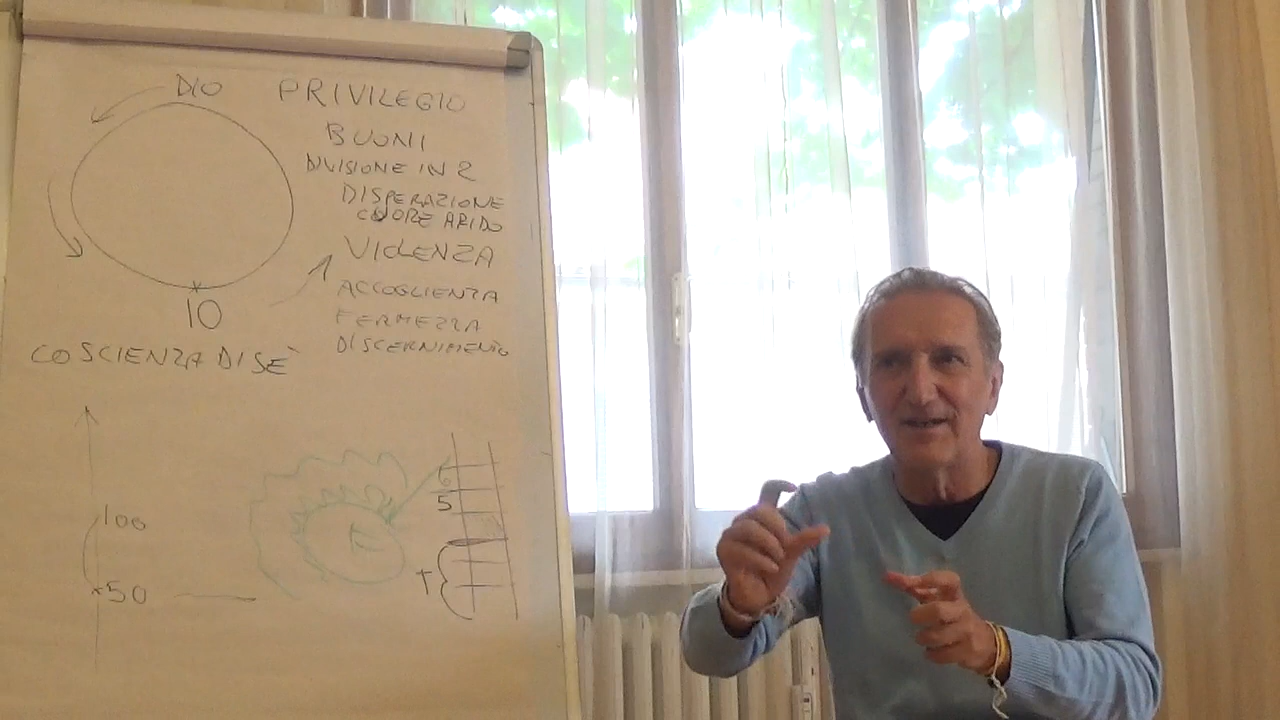 DIO PRIVILEGIO
BUONI
DIVISIONE IN 2
DISPERAZIONE
CUORE ARIDO
VIOLENZA
ACCOGLIENZA
IO
FERMEZZA
DISCERNIMENTO
COSCIENZA DI SÈ
6
5
100
50
T